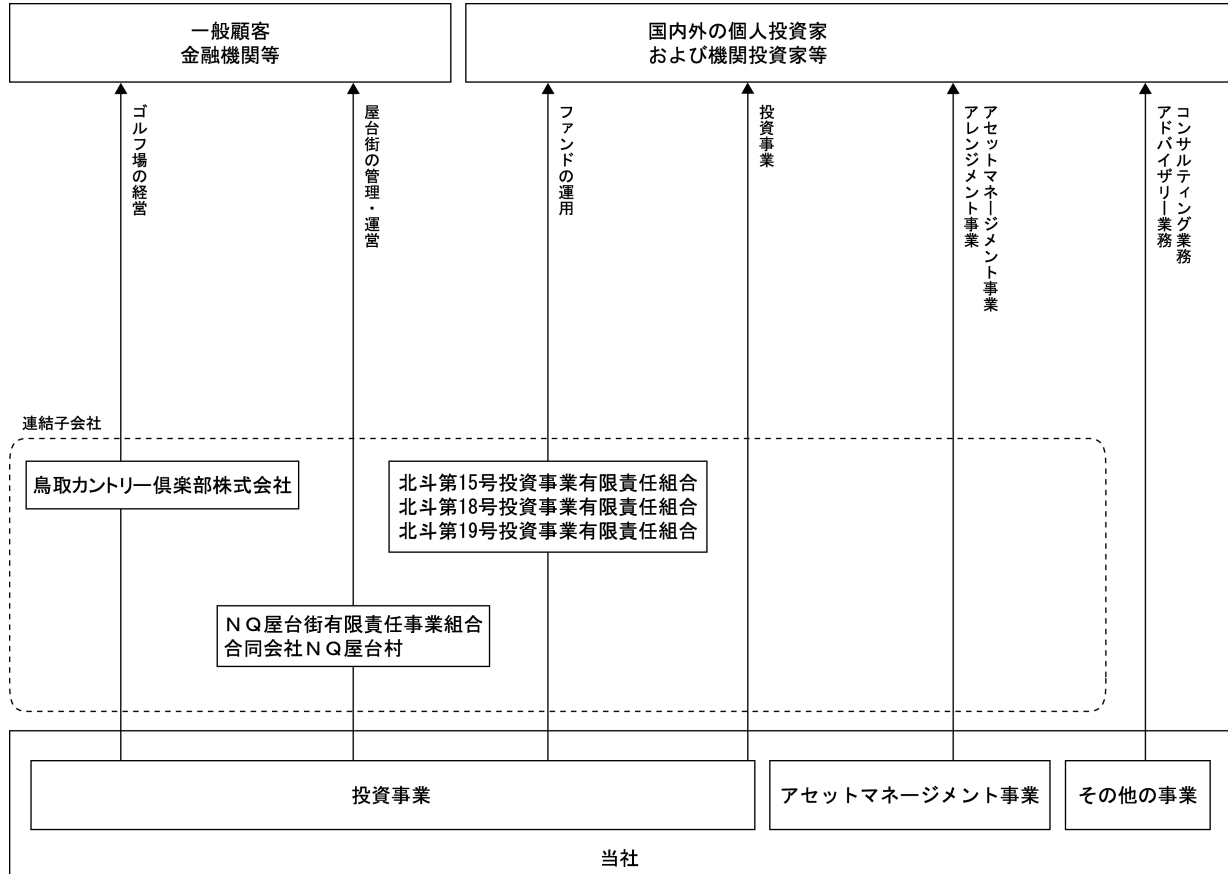 一般顧客
金融機関等
国内外の個人投資家
および機関投資家等
ゴルフ場の経営
屋台街の管理・運営
ファンドの運用
投資事業
アセットマネージメント事業
アレンジメント事業
コンサルティング業務
アドバイザリー業務
連結子会社
鳥取カントリー倶楽部株式会社
北斗第15号投資事業有限責任組合
北斗第18号投資事業有限責任組合
北斗第19号投資事業有限責任組合
ＮＱ屋台街有限責任事業組合
合同会社ＮＱ屋台村
投資事業
アセットマネージメント事業
その他の事業
当社